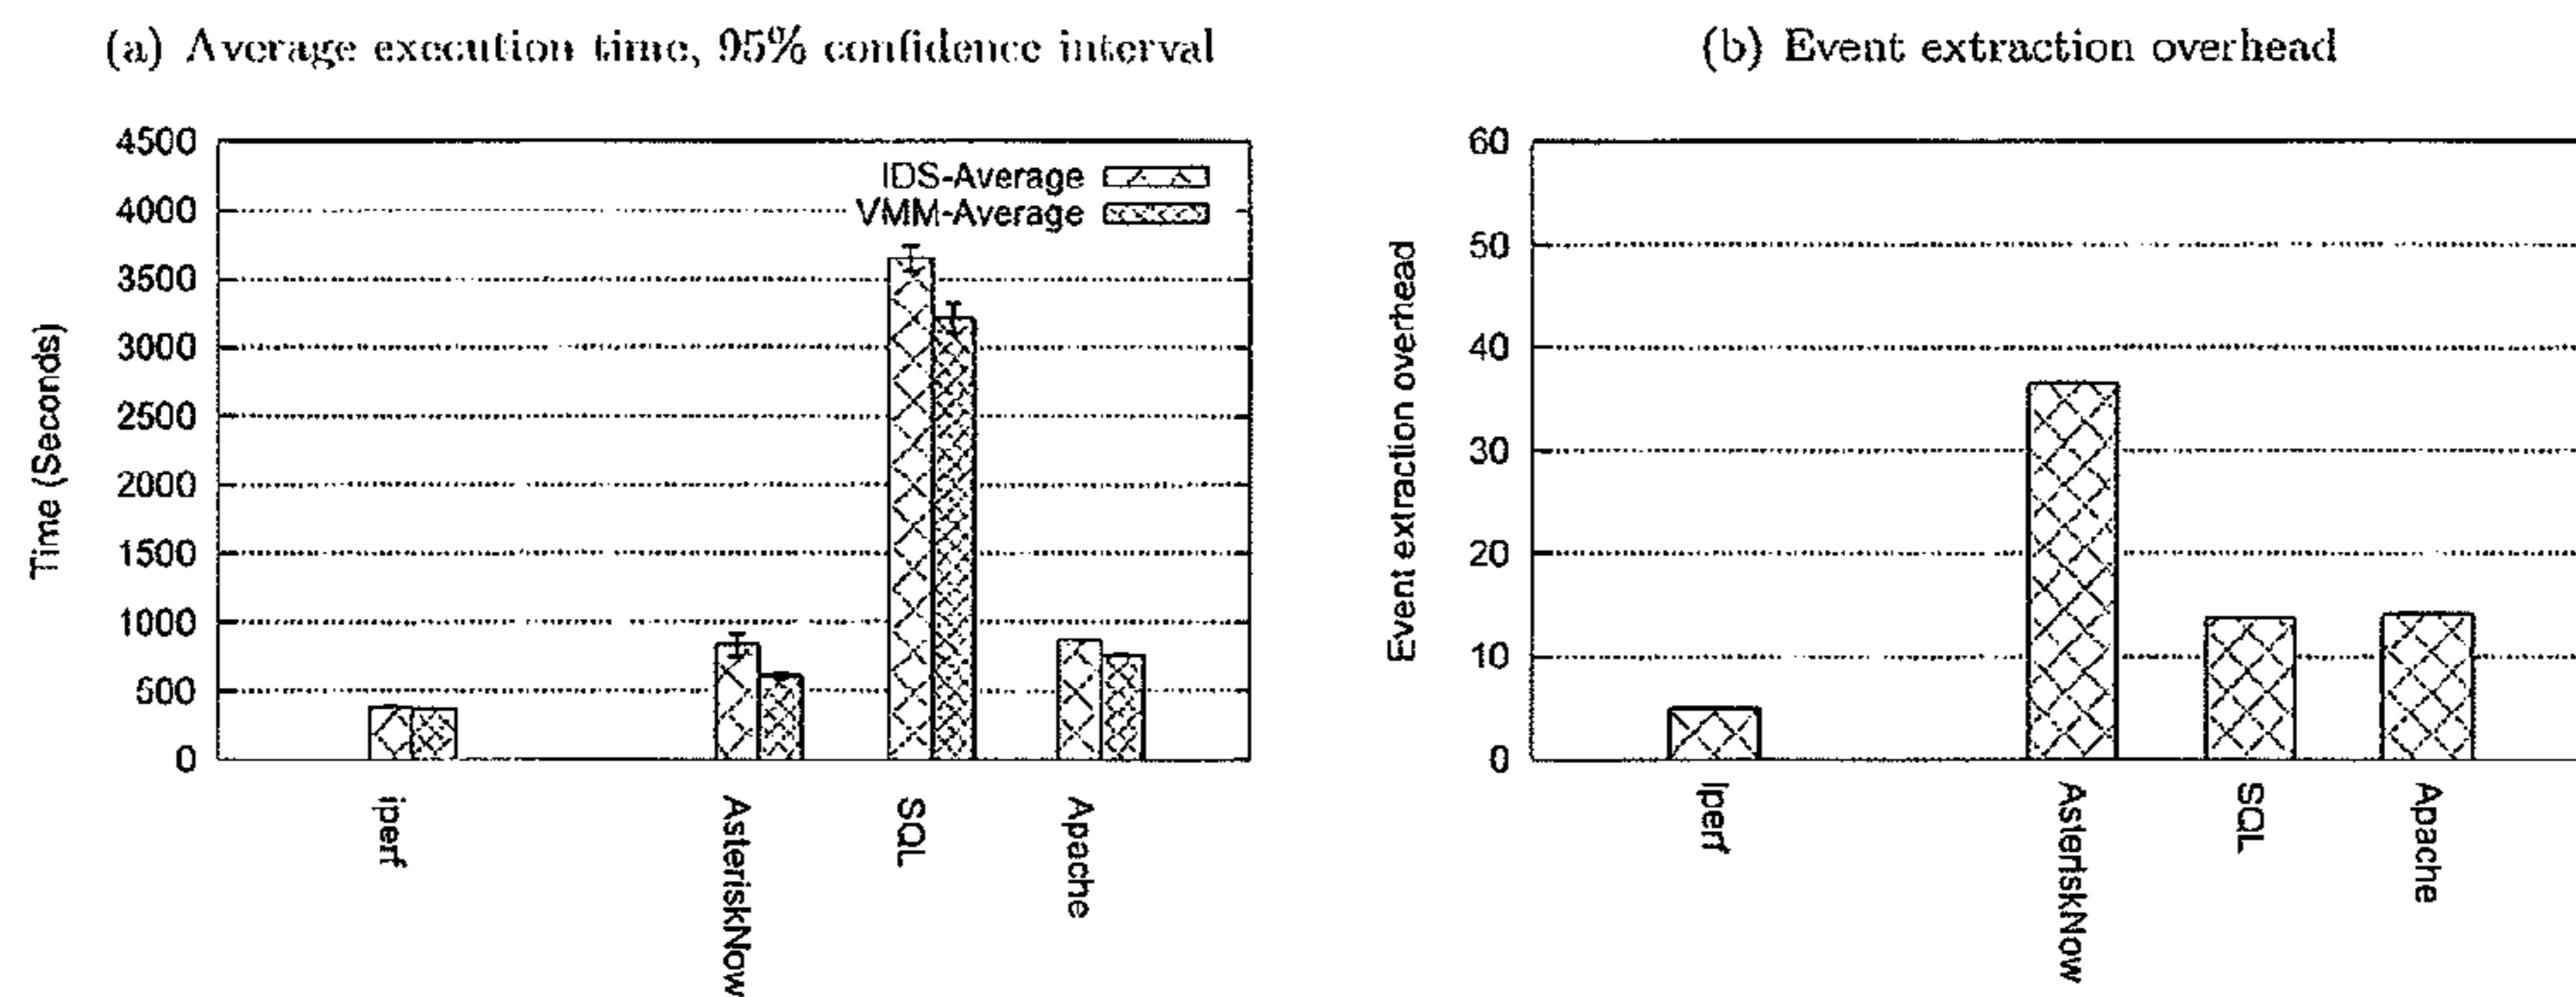 (a) Average execution time, 95% confidence interval
(b) Event extraction overhead
4500
4000
3500
3000
2500
2000
1500
1000
500
0
Time (Seconds)
IDS-Average
VMM-Average
iperf
AsteriskNow
SQL
Apache
60
50
40
30
20
10
0
Event extraction overhead
Iperf
AsteriskNow
SQL
Apache